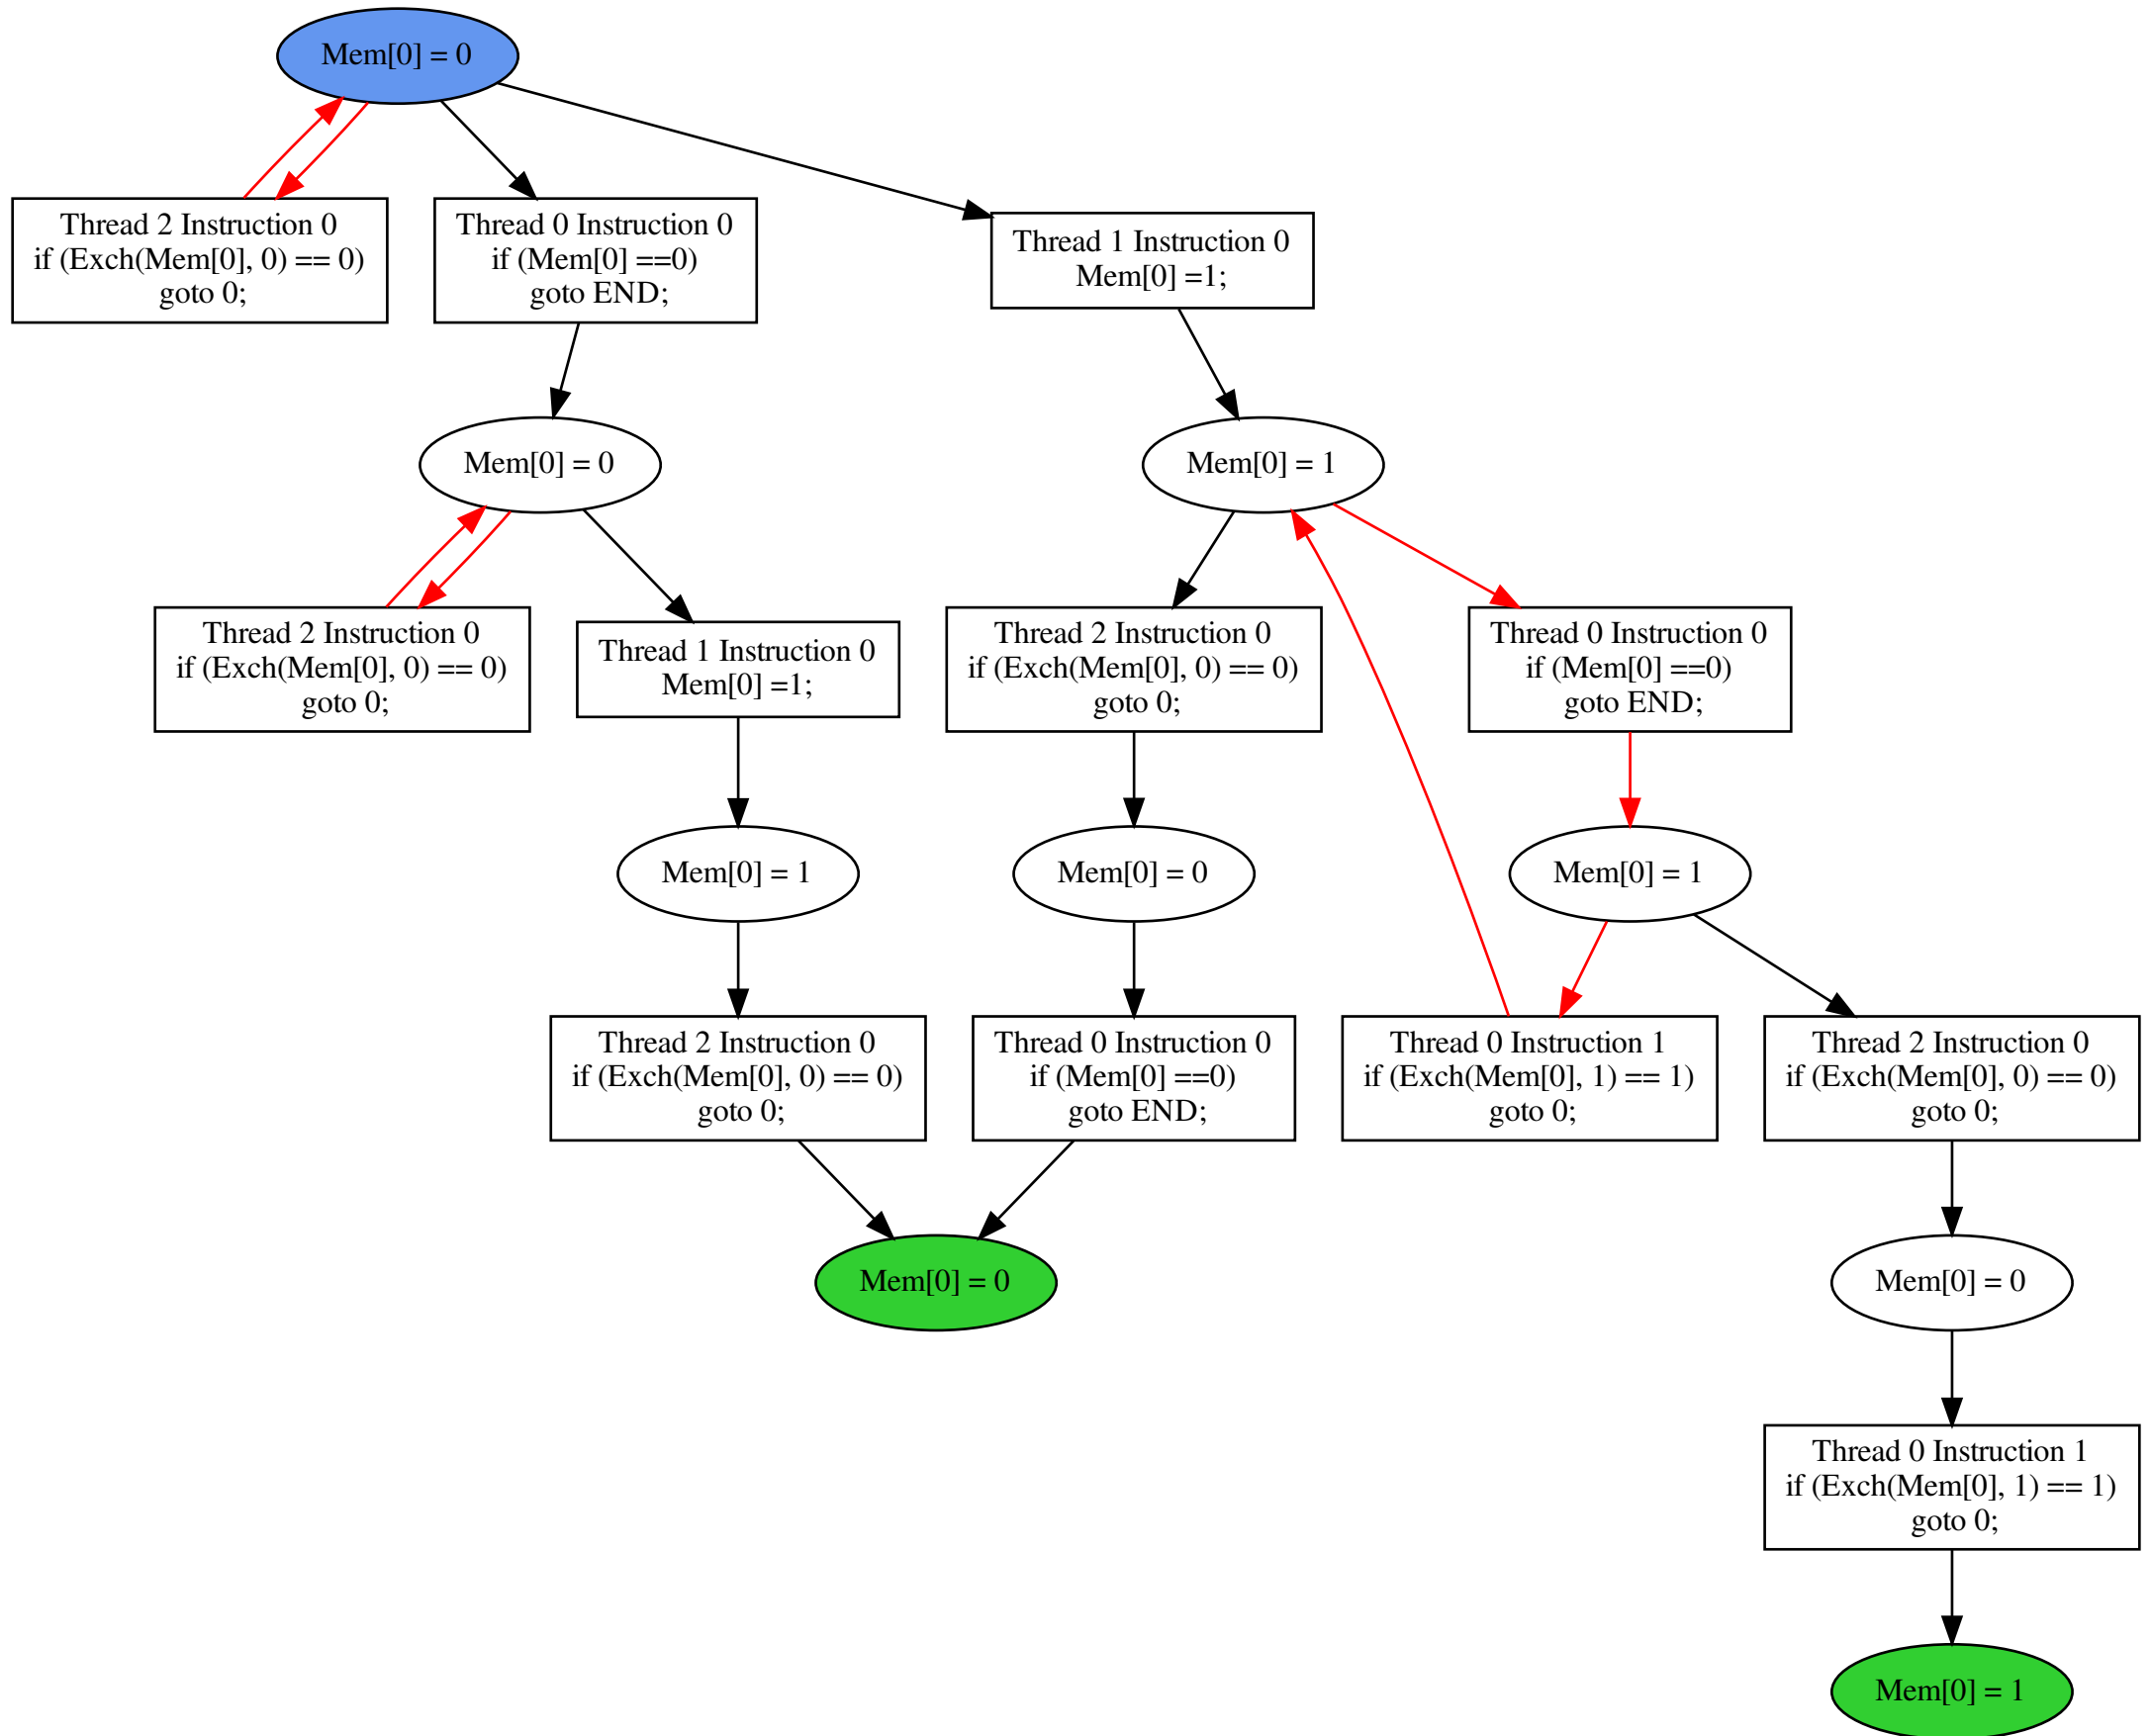 Mem[0] = 0
Thread 2 Instruction 0
if (Exch(Mem[0], 0) == 0)
goto 0;
Thread 0 Instruction 0
if (Mem[0] ==0)
goto END;
Thread 1 Instruction 0
Mem[0] =1;
Mem[0] = 0
Mem[0] = 1
Thread 2 Instruction 0
if (Exch(Mem[0], 0) == 0)
goto 0;
Thread 1 Instruction 0
Mem[0] =1;
Thread 2 Instruction 0
if (Exch(Mem[0], 0) == 0)
goto 0;
Thread 0 Instruction 0
if (Mem[0] ==0)
goto END;
Mem[0] = 1
Mem[0] = 0
Mem[0] = 1
Thread 2 Instruction 0
if (Exch(Mem[0], 0) == 0)
goto 0;
Thread 0 Instruction 0
if (Mem[0] ==0)
goto END;
Thread 0 Instruction 1
if (Exch(Mem[0], 1) == 1)
goto 0;
Thread 2 Instruction 0
if (Exch(Mem[0], 0) == 0)
goto 0;
Mem[0] = 0
Mem[0] = 0
Thread 0 Instruction 1
if (Exch(Mem[0], 1) == 1)
goto 0;
Mem[0] = 1